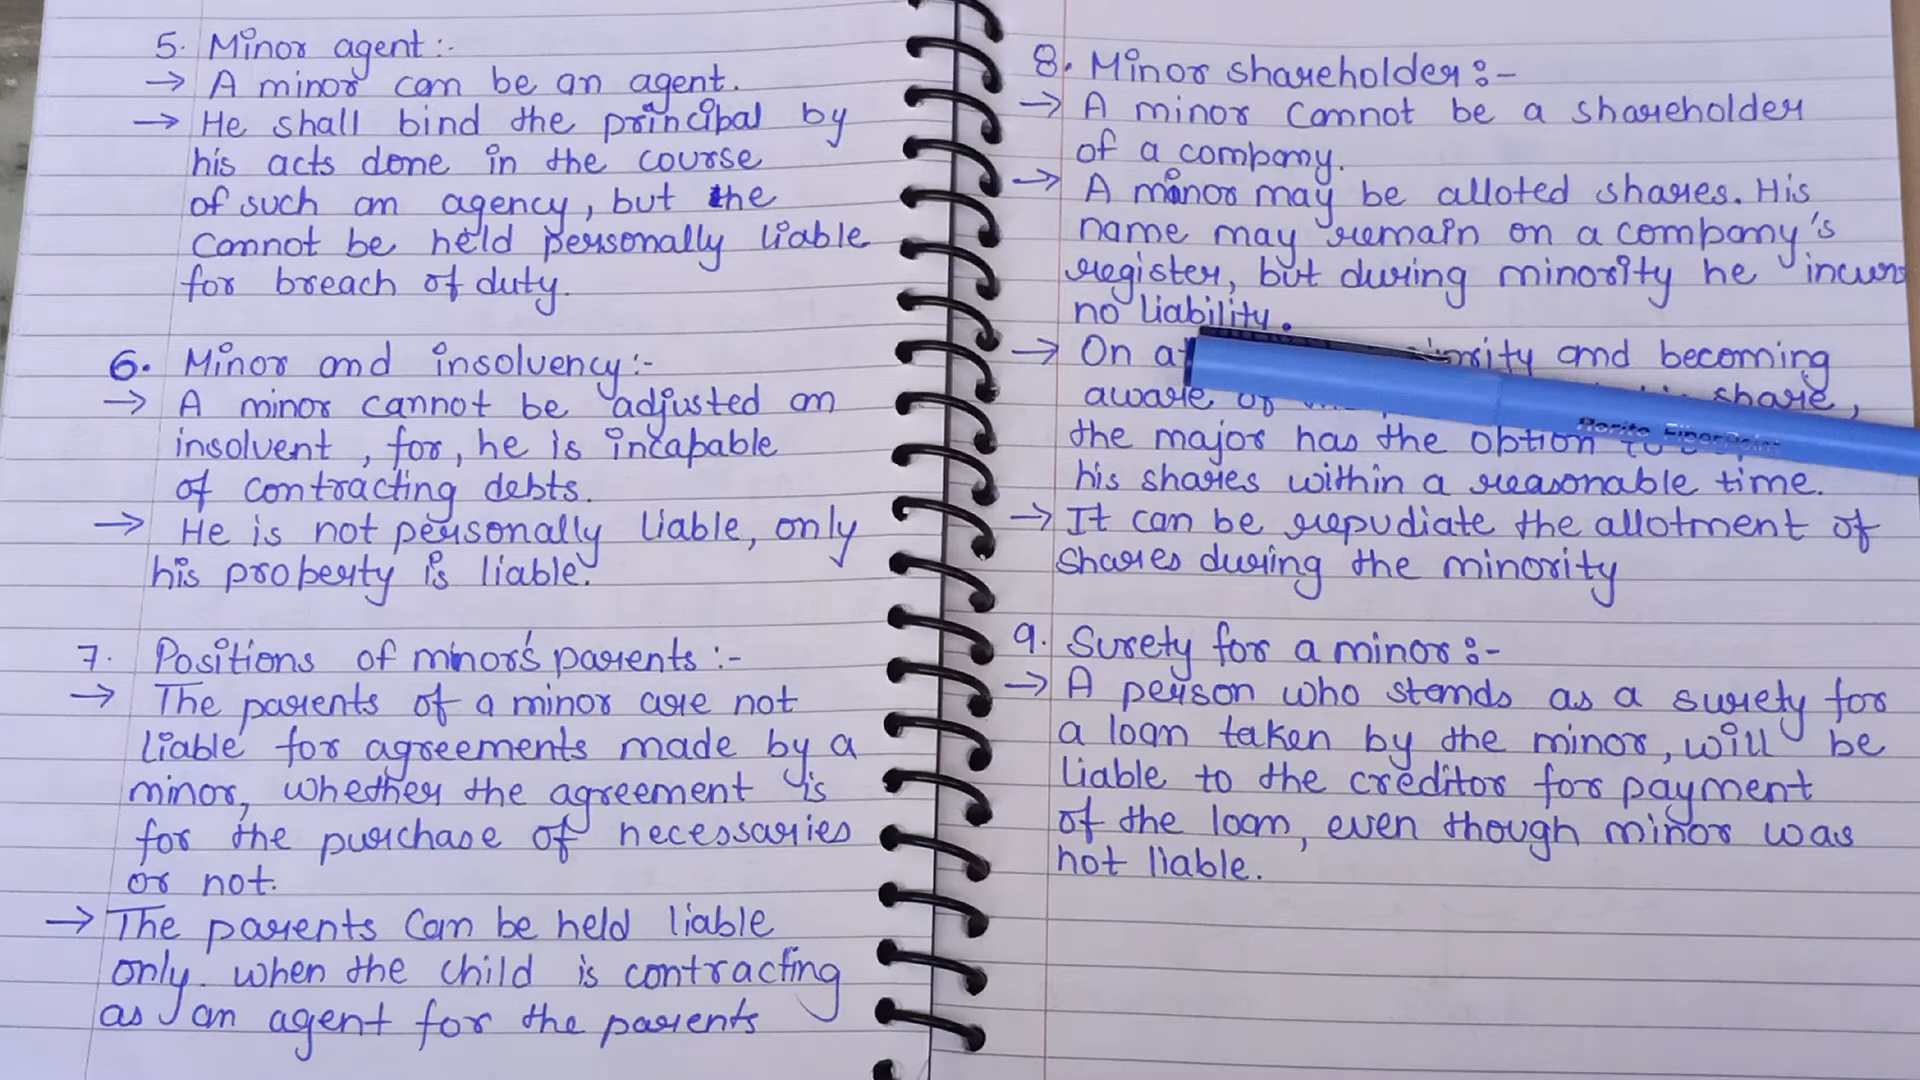 5. Minor agent:-
→ A minor can be an agent.
→ He shall bind the principal by
his acts done in the course
of such an agency, but the
cannot be held personally liable
for breach of duty.
6. Minor and insolvency:-
→ A minor cannot be adjusted an
insolvent, for, he is incapable
of contracting debts.
→ He is not personally liable, only
his property is liable.
7. Positions of minor's parents:-
→ The parents of a minor are not
liable for agreements made by a
minor, whether the agreement is
for the purchase of necessaries
or not.
→ The parents can be held liable
only. when the child is contracting
as an agent for the parents
8. Minor shareholder:-
→ A minor cannot be a shareholder
of a company.
→ A minor may be alloted shares. His
name may remain on a company's
register, but during minority he incurs
no liability.
→ On and becoming
aware of share,
the major has the option to
his shares within a reasonable time.
→ It can be repudiate the allotment of
shares during the minority
9. Surety for a minor:-
→ A person who stands as a surety for
a loan taken by the minor, will be
liable to the creditor for payment
of the loan, even though minor was
not liable.